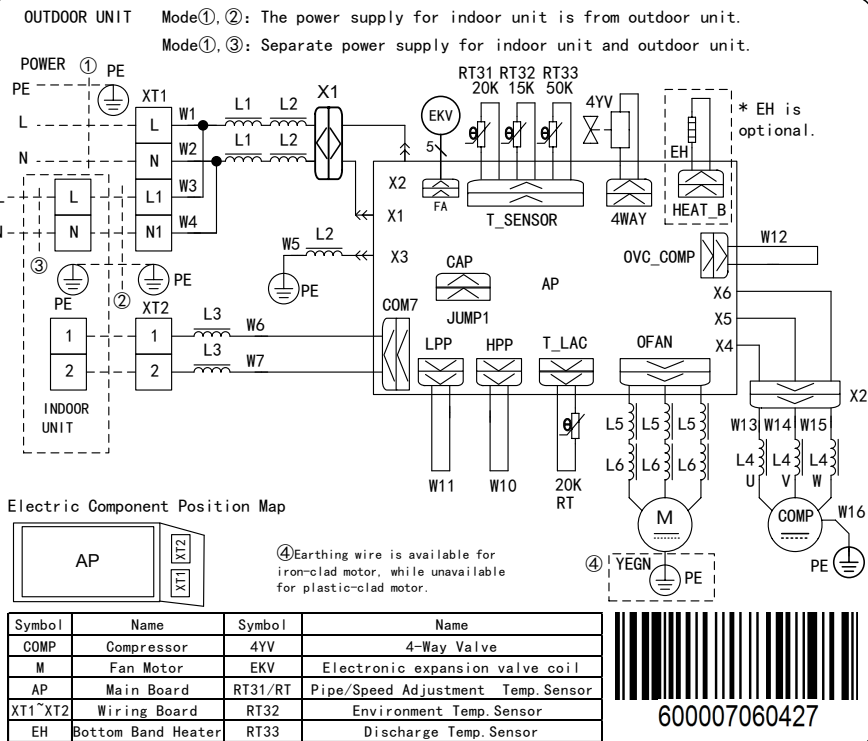 OUTDOOR UNIT Mode①,②: The power supply for indoor unit is from outdoor unit.
Mode①,③: Separate power supply for indoor unit and outdoor unit.
POWER ① PE
PE
XT1
L
N
L
N
L1
N1
W1
W2
W3
W4
L1 L2
L1 L2
X1
EKV
5
FA
RT31 RT32 RT33
20K 15K 50K
θ θ θ
T_SENSOR
4YV
4WAY
EH
HEAT_B
* EH is
optional.
X2
X1
X3
W5 L2
PE
CAP
JUMP1
AP
OVC_COMP
W12
X6
X5
X4
L
N
③
②
PE
PE
XT2
1
2
1
2
INDOOR
UNIT
L3 W6
L3 W7
COM7
LPP HPP T_LAC OFAN
W11 W10
θ
20K
RT
L5 L5 L5
L6 L6 L6
M
④ YEGN
PE
X2
W13 W14 W15
L4 L4 L4
U V W
COMP
W16
PE
Electric Component Position Map
AP
XT2
XT1
④Earthing wire is available for
iron-clad motor, while unavailable
for plastic-clad motor.
Symbol Name Symbol Name
COMP Compressor 4YV 4-Way Valve
M Fan Motor EKV Electronic expansion valve coil
AP Main Board RT31/RT Pipe/Speed Adjustment Temp.Sensor
XT1~XT2 Wiring Board RT32 Environment Temp.Sensor
EH Bottom Band Heater RT33 Discharge Temp.Sensor
600007060427